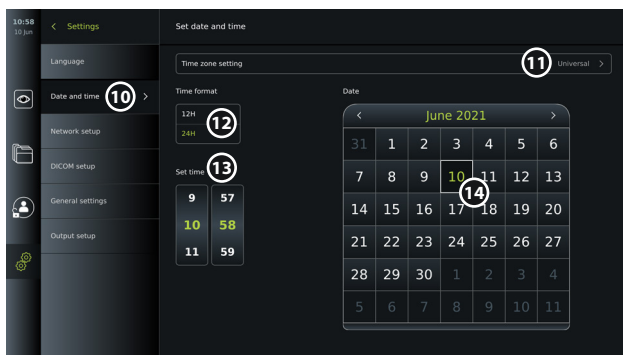 10:58
10 Jun
< Settings
Set date and time
Language
Time zone setting
11
Universal >
Date and time
10
>
Time format
Date
12H
24H
12
Network setup
DICOM setup
General settings
Output setup
Set time
13
9 57
10 58
11 59
< June 2021 >
31 1 2 3 4 5 6
7 8 9 10 11 12 13
14
14 15 16 17 18 19 20
21 22 23 24 25 26 27
28 29 30 1 2 3 4
5 6 7 8 9 10 11